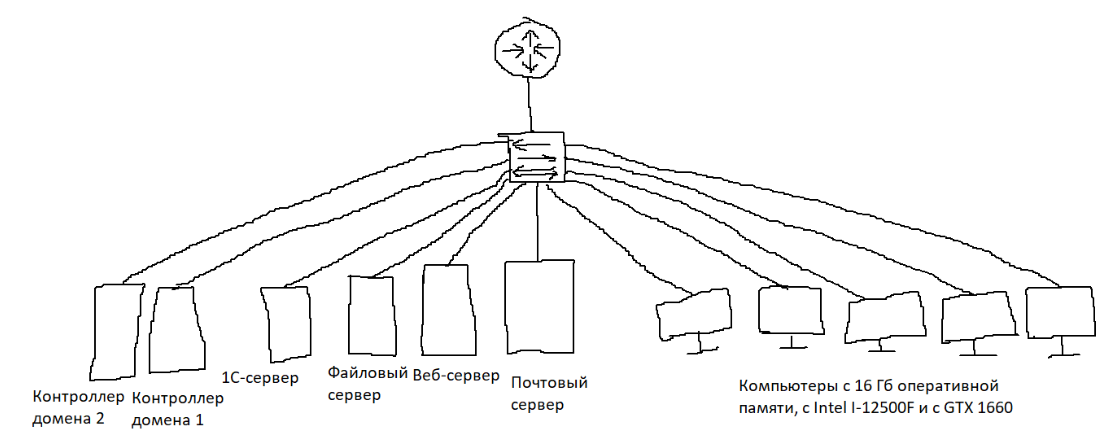 Контроллер
домена 2
Контроллер
домена 1
1С-сервер
Файловый
сервер
Веб-сервер
Почтовый
сервер
Компьютеры с 16 Гб оперативной
памяти, с Intel I-12500F и с GTX 1660